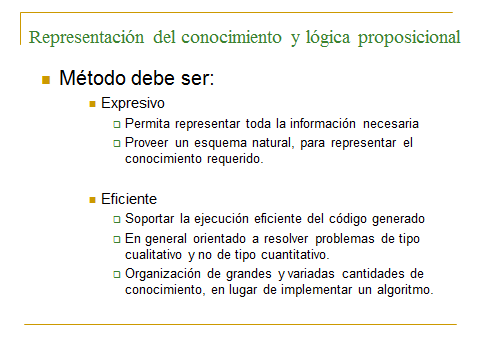 Representación del conocimiento y lógica proposicional
Método debe ser:
Expresivo
Permita representar toda la información necesaria
Proveer un esquema natural, para representar el
conocimiento requerido.
Eficiente
Soportar la ejecución eficiente del código generado
En general orientado a resolver problemas de tipo
cualitativo y no de tipo cuantitativo.
Organización de grandes y variadas cantidades de
conocimiento, en lugar de implementar un algoritmo.